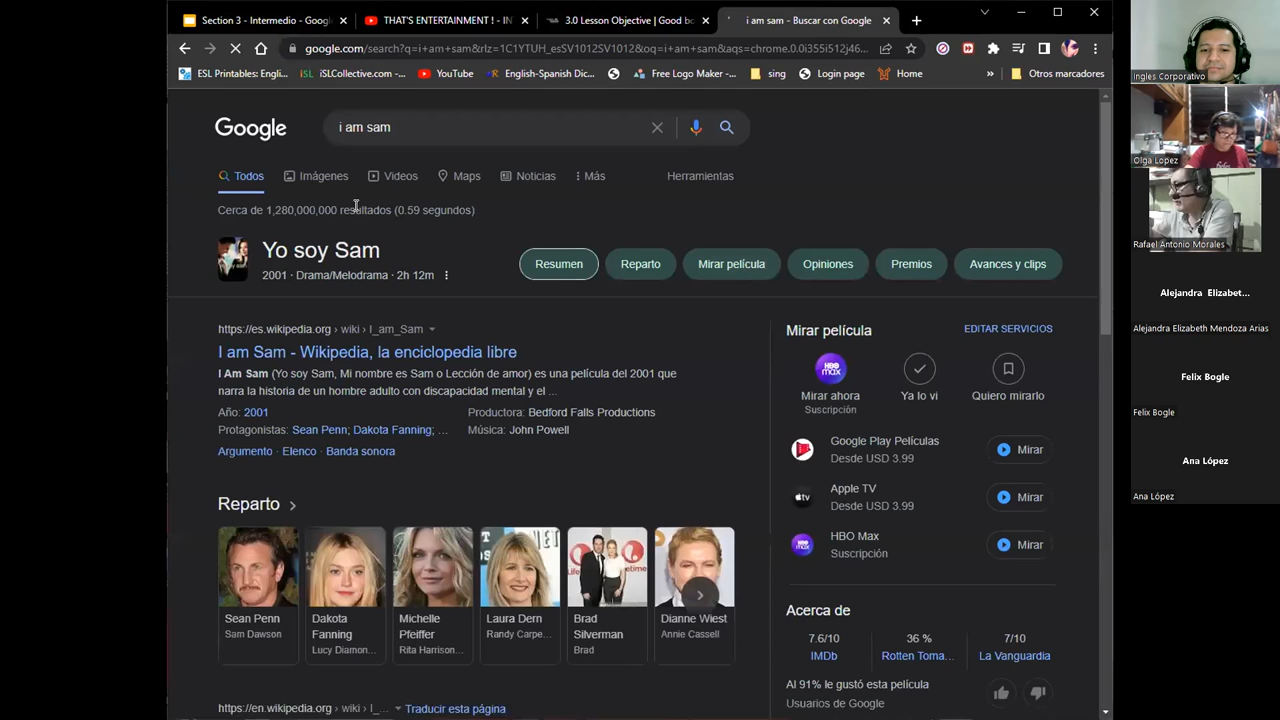 Section 3 - Intermedio - Google
THAT'S ENTERTAINMENT ! - IN
3.0 Lesson Objective | Good bo
i am sam - Buscar con Google
google.com/search?q=i+am+sam&rlz=1C1YTUH_esSV1012SV1012&oq=i+am+sam&aqs=chrome.0.0i355i512j46...
ESL Printables: Engli...
iSL
iSLCollective.com -...
YouTube
English-Spanish Dic...
Free Logo Maker -...
sing
Login page
Home
»
Otros marcadores
Google
i am sam
Todos
Imágenes
Videos
Maps
Noticias
Más
Herramientas
Cerca de 1,280,000,000 resultados (0.59 segundos)
Yo soy Sam
2001 · Drama/Melodrama · 2h 12m
Resumen
Reparto
Mirar película
Opiniones
Premios
Avances y clips
https://es.wikipedia.org › wiki › I_am_Sam
I am Sam - Wikipedia, la enciclopedia libre
I Am Sam (Yo soy Sam, Mi nombre es Sam o Lección de amor) es una película del 2001 que
narra la historia de un hombre adulto con discapacidad mental y el ...
Año: 2001
Productora: Bedford Falls Productions
Protagonistas: Sean Penn; Dakota Fanning; ...
Música: John Powell
Argumento · Elenco · Banda sonora
Reparto
Sean Penn
Sam Dawson
Dakota
Fanning
Lucy Diamon...
Michelle
Pfeiffer
Rita Harrison...
Laura Dern
Randy Carpe...
Brad
Silverman
Brad
Dianne Wiest
Annie Cassell
https://en.wikipedia.org › wiki › I_...
Traducir esta página
Mirar película
EDITAR SERVICIOS
HBO
max
Mirar ahora
Suscripción
Ya lo vi
Quiero mirarlo
Google Play Películas
Desde USD 3.99
Mirar
tv
Apple TV
Desde USD 3.99
Mirar
HBO
max
HBO Max
Suscripción
Mirar
Acerca de
7.6/10
IMDb
36 %
Rotten Toma...
7/10
La Vanguardia
Al 91% le gustó esta película
Usuarios de Google
Ingles Corporativo
Olga Lopez
Rafael Antonio Morales
Alejandra Elizabet...
Alejandra Elizabeth Mendoza Arias
Felix Bogle
Felix Bogle
Ana López
Ana López